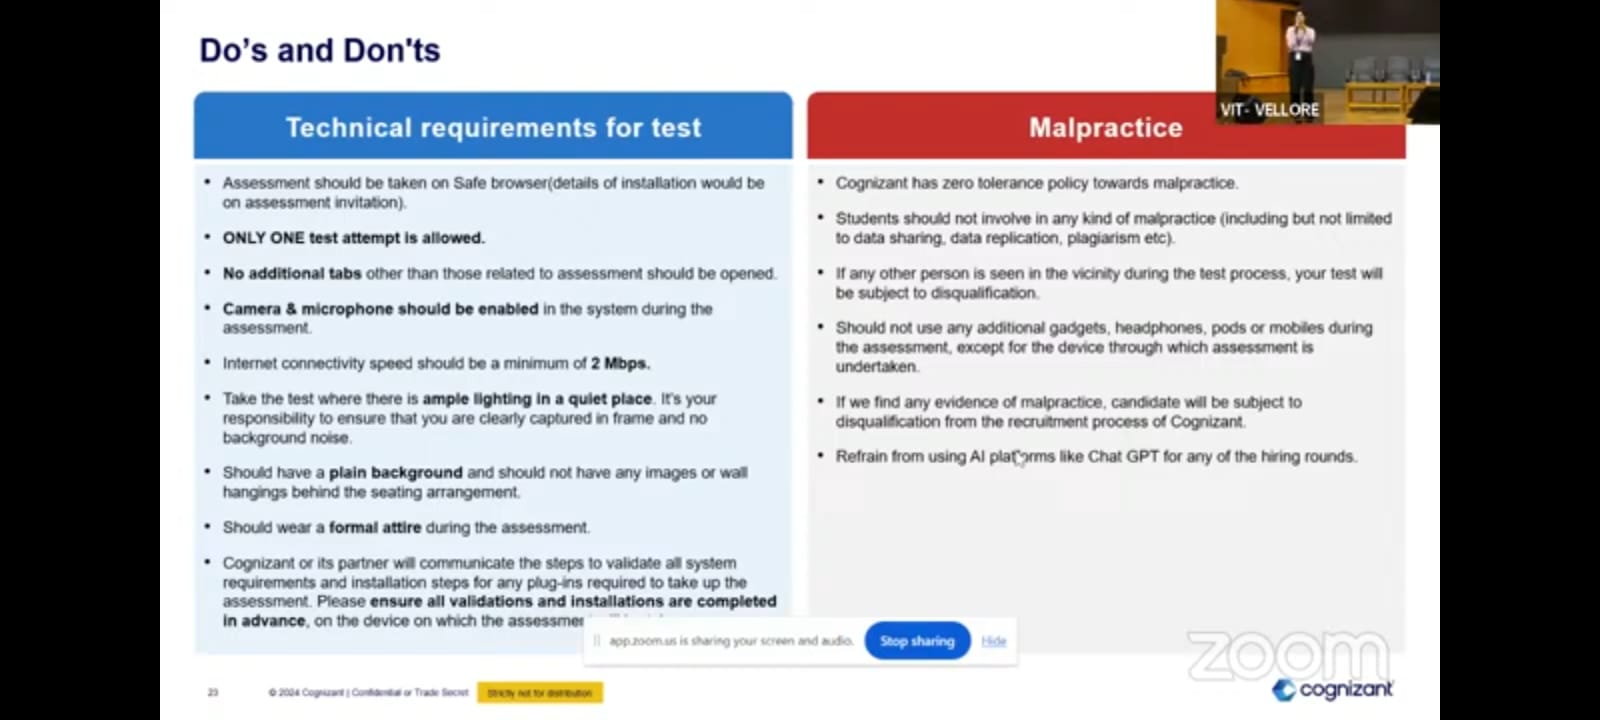 Do's and Don'ts
VIT- VELLORE
Technical requirements for test
• Assessment should be taken on Safe browser(details of installation would be
on assessment invitation).
• ONLY ONE test attempt is allowed.
• No additional tabs other than those related to assessment should be opened.
• Camera & microphone should be enabled in the system during the
assessment.
• Internet connectivity speed should be a minimum of 2 Mbps.
• Take the test where there is ample lighting in a quiet place. It's your
responsibility to ensure that you are clearly captured in frame and no
background noise.
• Should have a plain background and should not have any images or wall
hangings behind the seating arrangement.
• Should wear a formal attire during the assessment.
• Cognizant or its partner will communicate the steps to validate all system
requirements and installation steps for any plug-ins required to take up the
assessment. Please ensure all validations and installations are completed
in advance, on the device on which the
Malpractice
• Cognizant has zero tolerance policy towards malpractice.
• Students should not involve in any kind of malpractice (including but not limited
to data sharing, data replication, plagiarism etc).
• If any other person is seen in the vicinity during the test process, your test will
be subject to disqualification.
• Should not use any additional gadgets, headphones, pods or mobiles during
the assessment, except for the device through which assessment is
undertaken.
• If we find any evidence of malpractice, candidate will be subject to
disqualification from the recruitment process of Cognizant.
• Refrain from using AI platforms like Chat GPT for any of the hiring rounds.
app.zoom.us is sharing your screen and audio.
Stop sharing
Hide
zoom
23
© 2024 Cognizant | Confidential or Trade Secret
Strictly not for distribution
cognizant